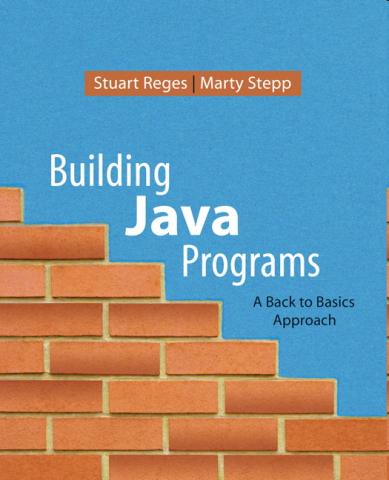 Stuart Reges | Marty Stepp
Building
Java
Programs
A Back to Basics
Approach